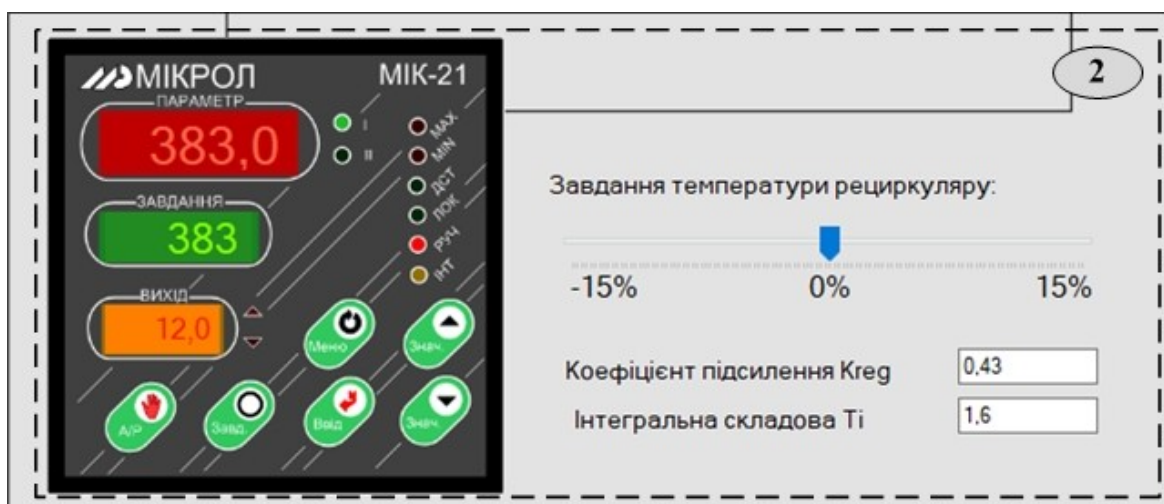 МІКРОЛ МІК-21
ПАРАМЕТР
383,0
I
II
MAX
MIN
ДСТ
ЛОК
РУЧ
ІНТ
ЗАВДАННЯ
383
ВИХІД
12,0
Меню
Знач.
А/Р
Завд.
Ввід
Знач.
2
Завдання температури рециркуляру:
-15% 0% 15%
Коефіцієнт підсилення Kreg 0,43
Інтегральна складова Ті 1,6